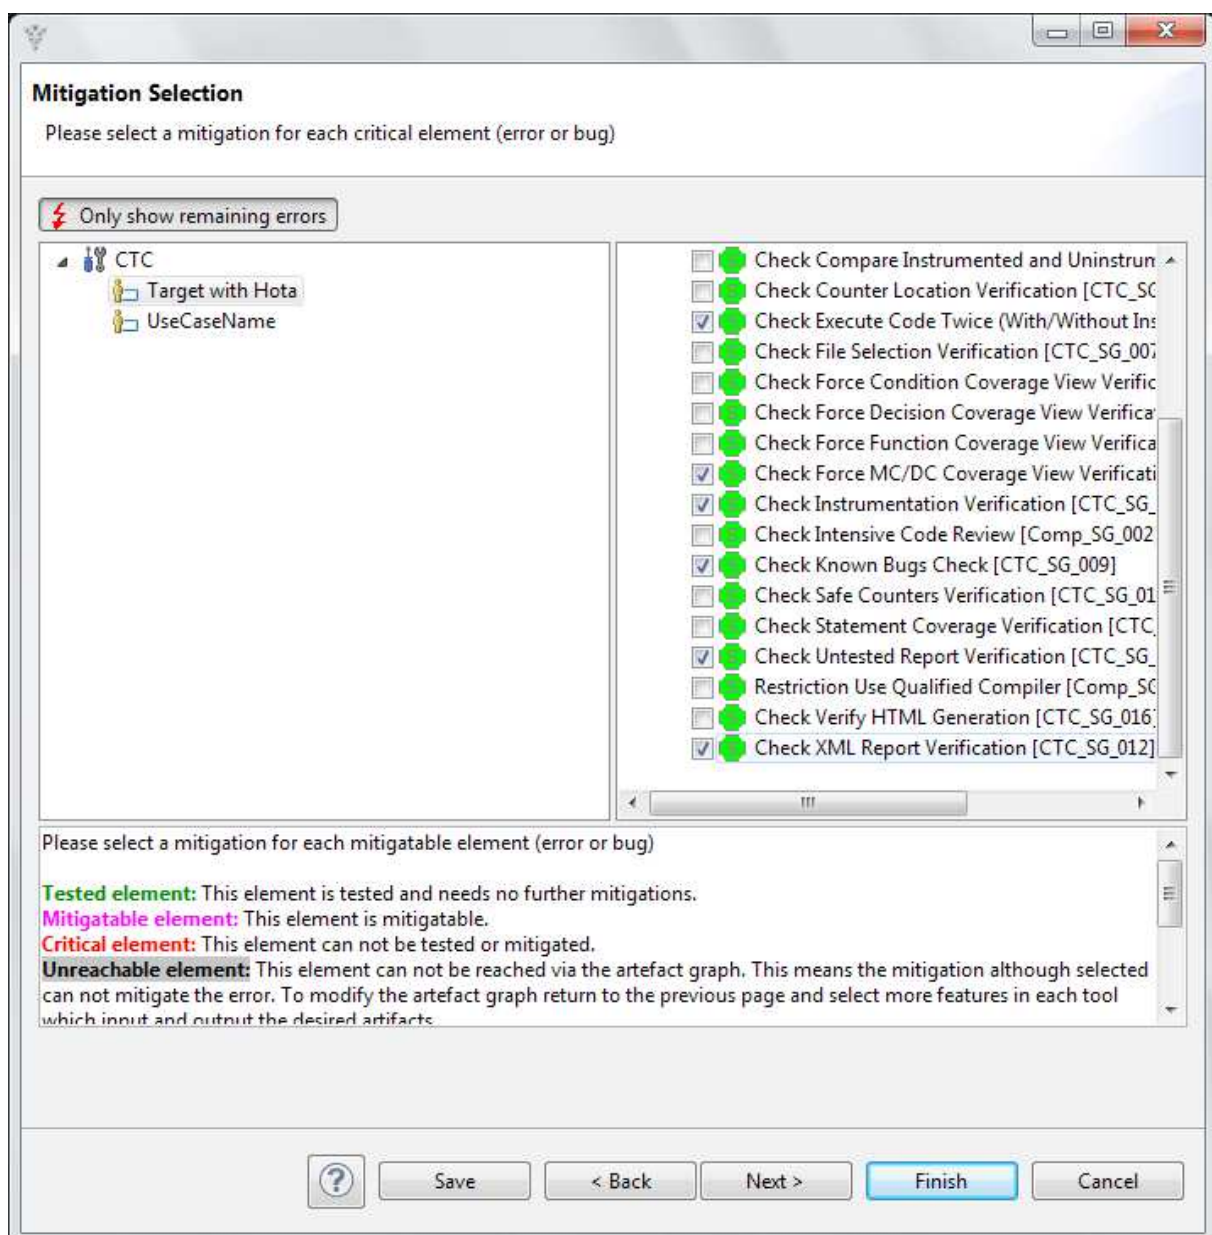 Mitigation Selection
Please select a mitigation for each critical element (error or bug)
Only show remaining errors
CTC
Target with Hota
UseCaseName
Check Compare Instrumented and Uninstrum
Check Counter Location Verification [CTC_SG
Check Execute Code Twice (With/Without Ins
Check File Selection Verification [CTC_SG_007
Check Force Condition Coverage View Verific
Check Force Decision Coverage View Verifica
Check Force Function Coverage View Verifica
Check Force MC/DC Coverage View Verificati
Check Instrumentation Verification [CTC_SG_
Check Intensive Code Review [Comp_SG_002
Check Known Bugs Check [CTC_SG_009]
Check Safe Counters Verification [CTC_SG_01
Check Statement Coverage Verification [CTC_
Check Untested Report Verification [CTC_SG_
Restriction Use Qualified Compiler [Comp_SG
Check Verify HTML Generation [CTC_SG_016]
Check XML Report Verification [CTC_SG_012]
Please select a mitigation for each mitigatable element (error or bug)
Tested element: This element is tested and needs no further mitigations.
Mitigatable element: This element is mitigatable.
Critical element: This element can not be tested or mitigated.
Unreachable element: This element can not be reached via the artefact graph. This means the mitigation although selected
can not mitigate the error. To modify the artefact graph return to the previous page and select more features in each tool
which input and output the desired artifacts
? Save < Back Next > Finish Cancel